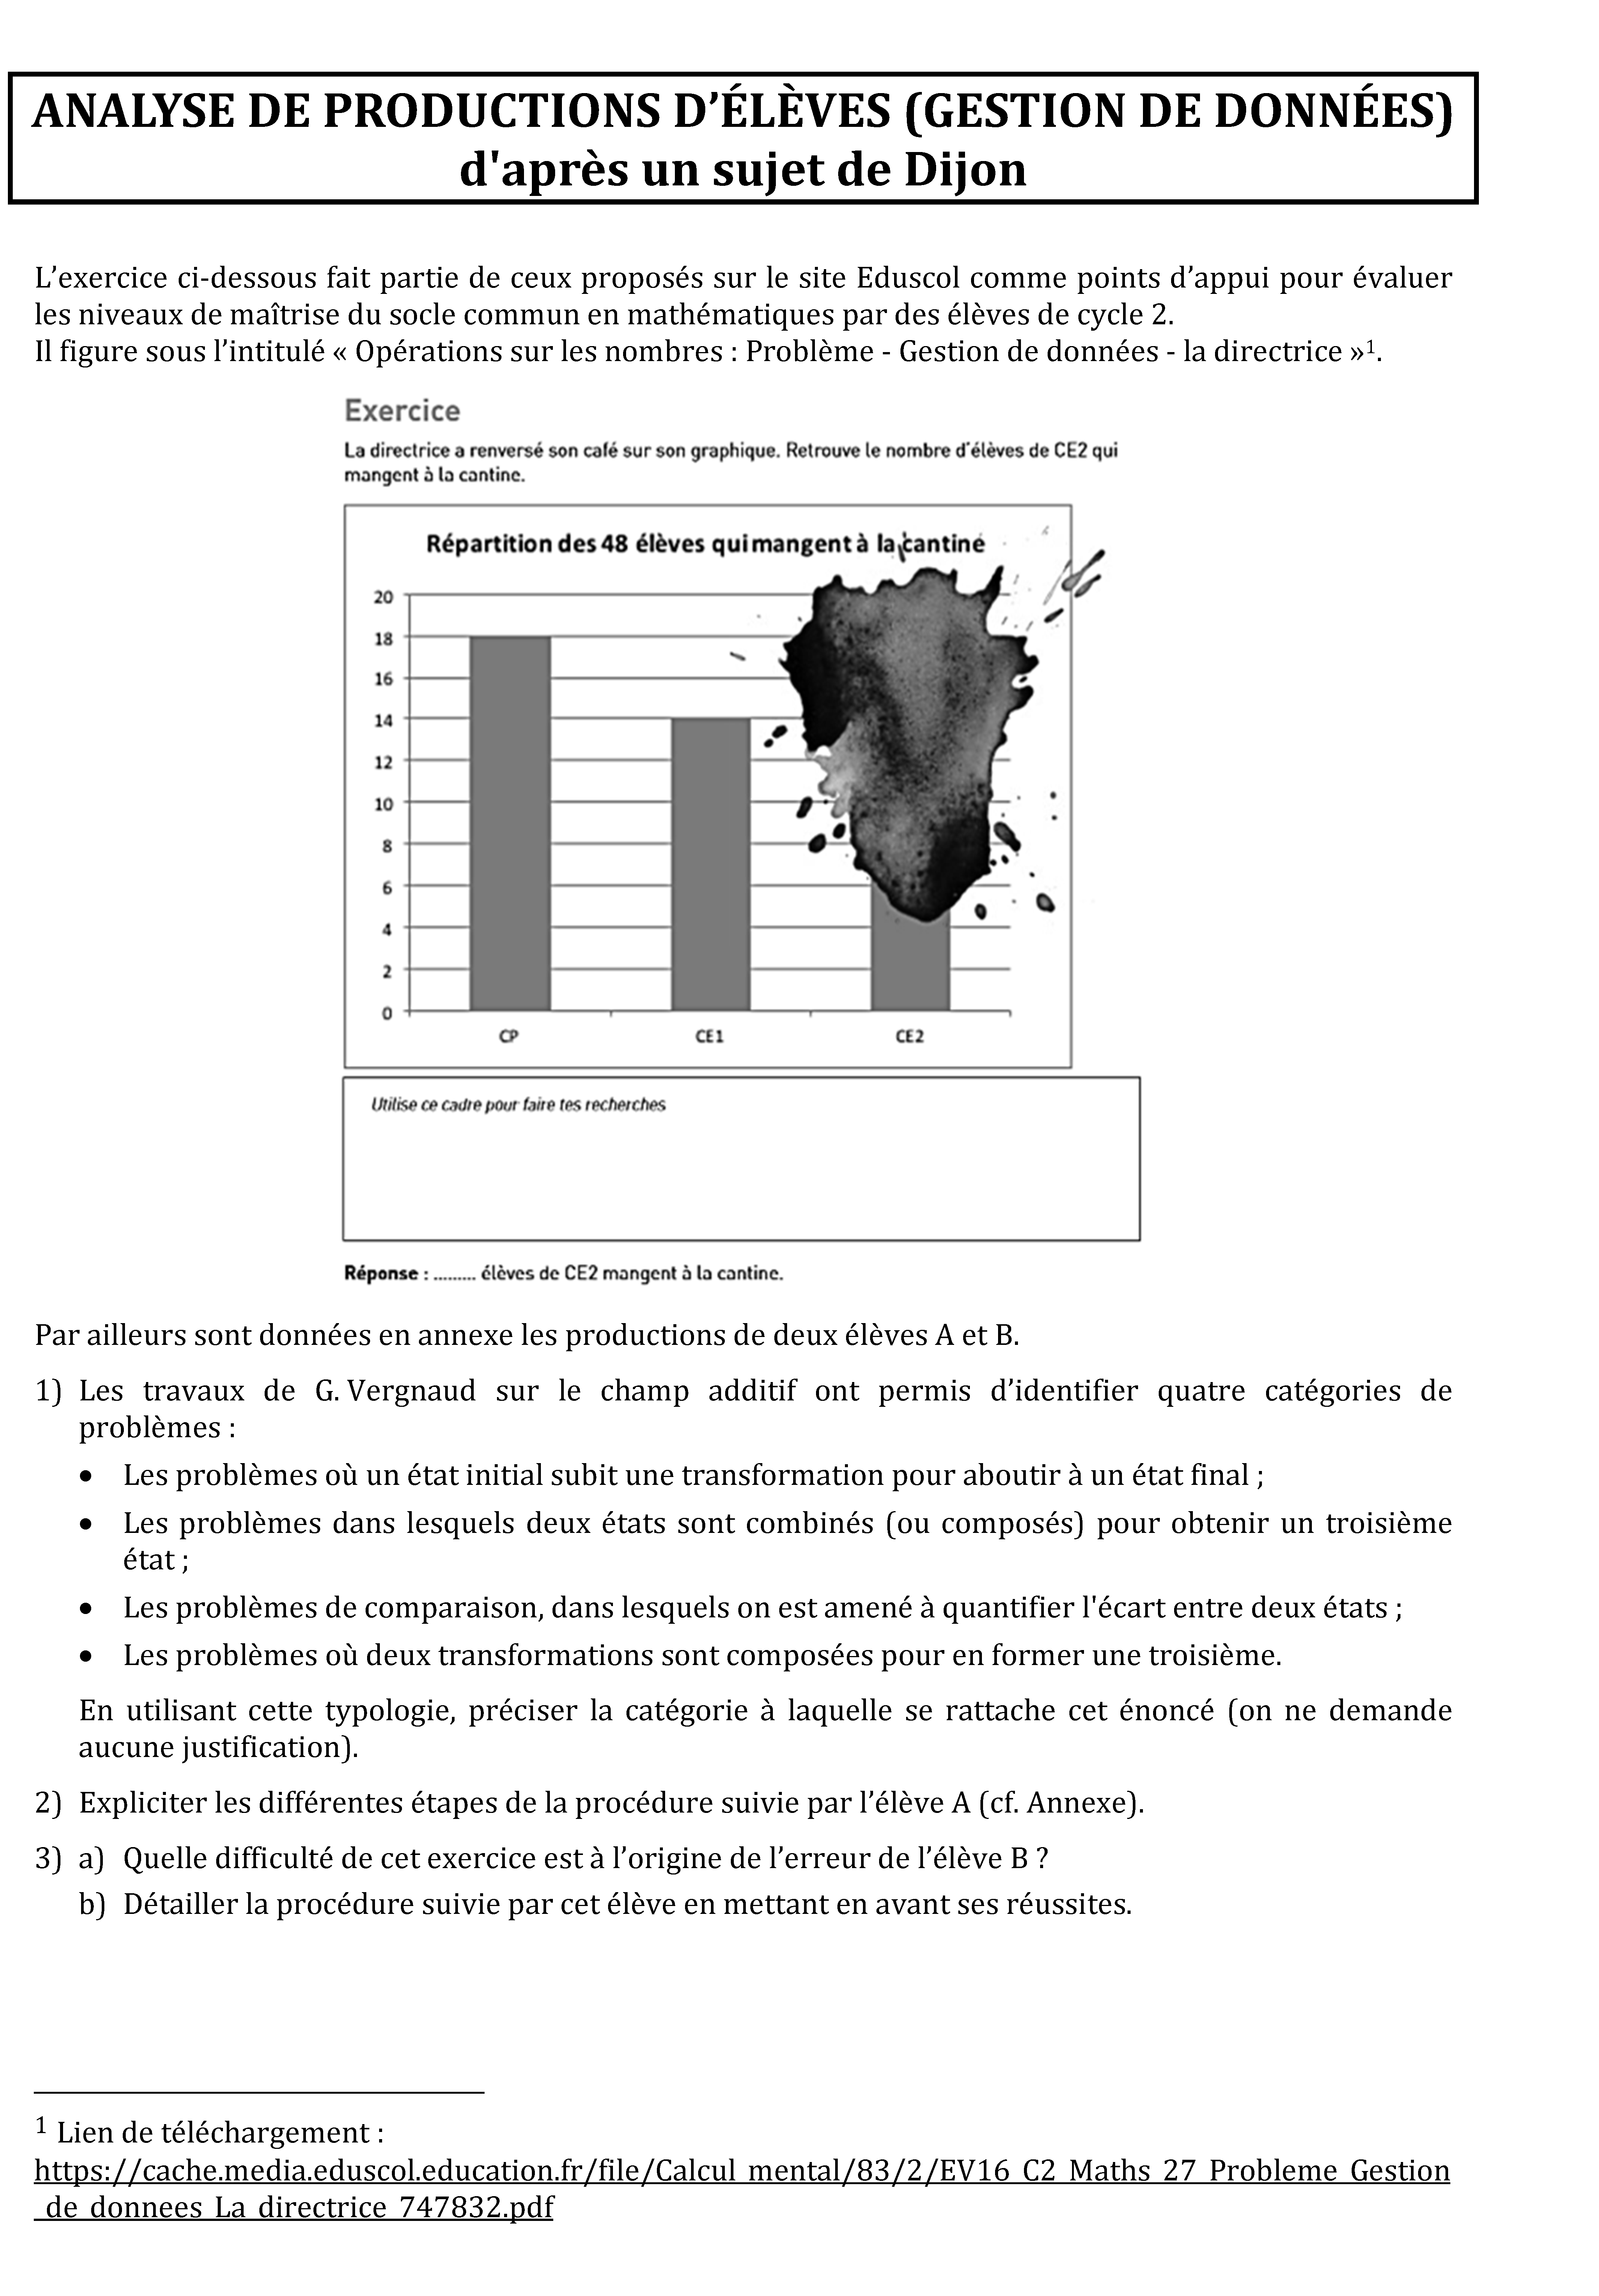 ANALYSE DE PRODUCTIONS D’ÉLÈVES (GESTION DE DONNÉES)
d'après un sujet de Dijon
L’exercice ci-dessous fait partie de ceux proposés sur le site Eduscol comme points d’appui pour évaluer
les niveaux de maîtrise du socle commun en mathématiques par des élèves de cycle 2.
Il figure sous l’intitulé « Opérations sur les nombres : Problème - Gestion de données - la directrice »1.
Exercice
La directrice a renversé son café sur son graphique. Retrouve le nombre d’élèves de CE2 qui
mangent à la cantine.
Répartition des 48 élèves qui mangent à la cantine
20
18
16
14
12
10
8
6
4
2
0
CP CE1 CE2
Utilise ce cadre pour faire tes recherches
Réponse : ......... élèves de CE2 mangent à la cantine.
Par ailleurs sont données en annexe les productions de deux élèves A et B.
1) Les travaux de G. Vergnaud sur le champ additif ont permis d’identifier quatre catégories de
problèmes :
• Les problèmes où un état initial subit une transformation pour aboutir à un état final ;
• Les problèmes dans lesquels deux états sont combinés (ou composés) pour obtenir un troisième
état ;
• Les problèmes de comparaison, dans lesquels on est amené à quantifier l'écart entre deux états ;
• Les problèmes où deux transformations sont composées pour en former une troisième.
En utilisant cette typologie, préciser la catégorie à laquelle se rattache cet énoncé (on ne demande
aucune justification).
2) Expliciter les différentes étapes de la procédure suivie par l’élève A (cf. Annexe).
3) a) Quelle difficulté de cet exercice est à l’origine de l’erreur de l’élève B ?
b) Détailler la procédure suivie par cet élève en mettant en avant ses réussites.
1 Lien de téléchargement :
https://cache.media.eduscol.education.fr/file/Calcul_mental/83/2/EV16_C2_Maths_27_Probleme_Gestion
_de_donnees_La_directrice_747832.pdf